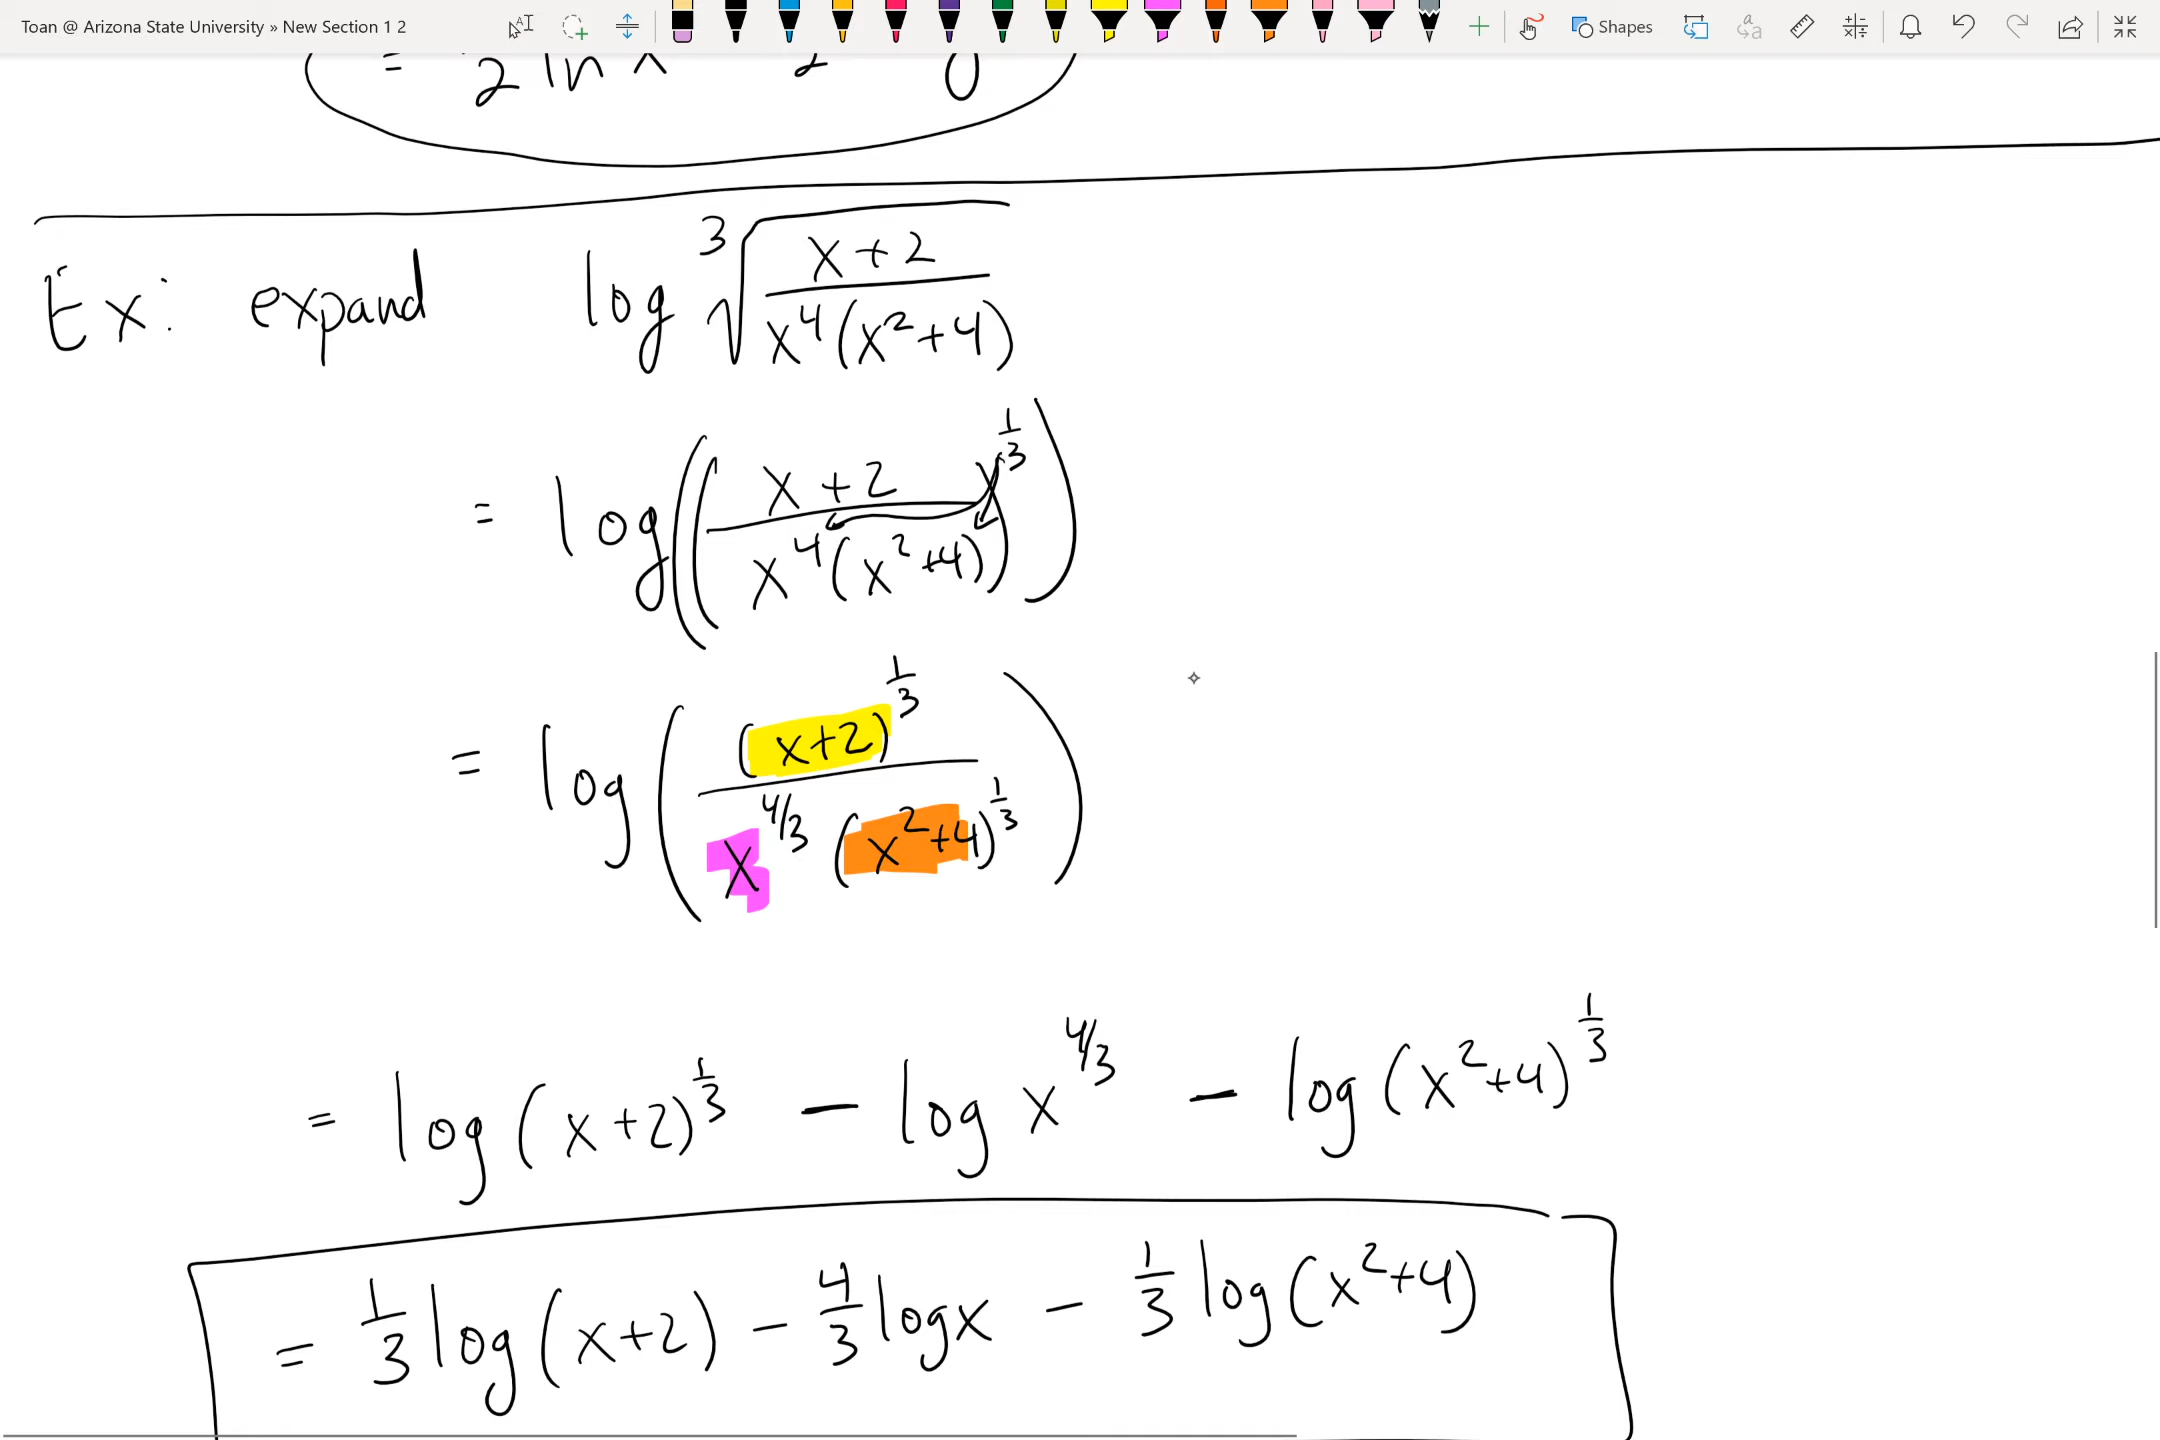 Toan @ Arizona State University » New Section 1 2
Shapes
= 2 ln x 2
Ex: expand log ∛((x+2)/(x⁴(x²+4)))
= log(((x+2)/(x⁴(x²+4)))^(1/3))
= log((x+2)^(1/3)/(x^(4/3) (x²+4)^(1/3)))
= log(x+2)^(1/3) − log x^(4/3) − log(x²+4)^(1/3)
= 1/3 log(x+2) − 4/3 log x − 1/3 log(x²+4)